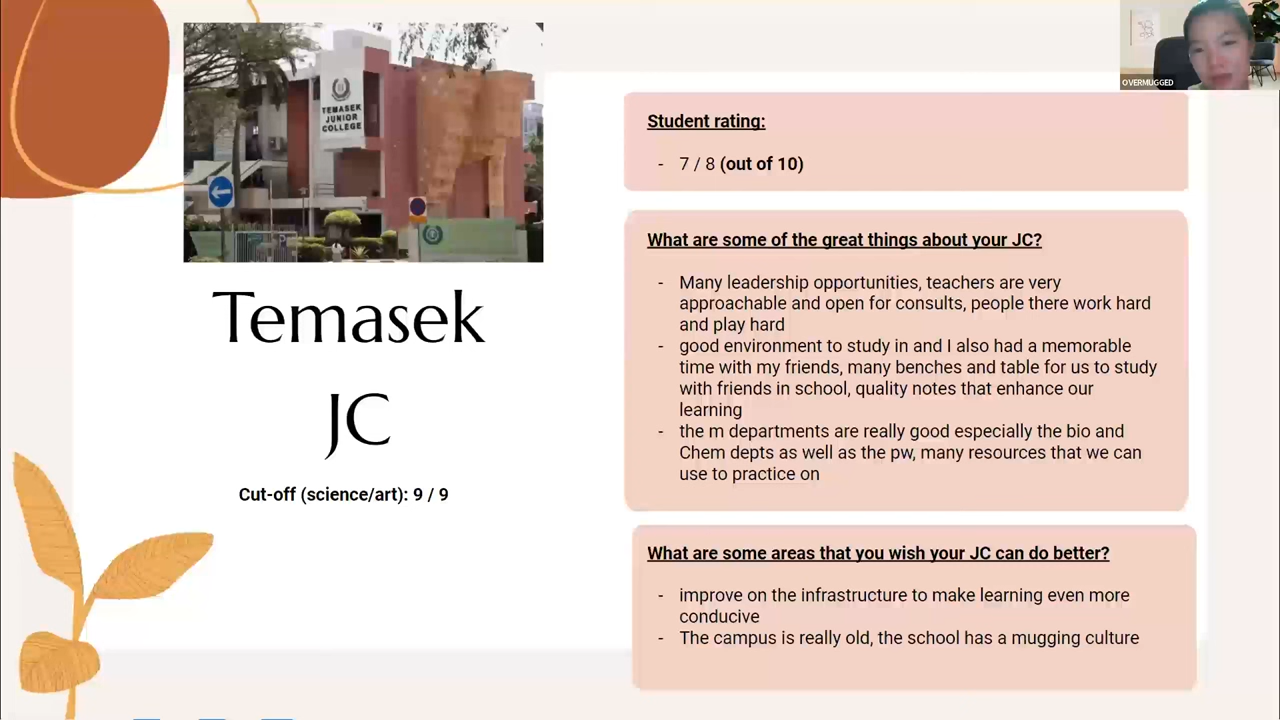 TEMASEK
JUNIOR
COLLEGE
OVERMUGGED
Temasek
JC
Cut-off (science/art): 9 / 9
Student rating:
- 7 / 8 (out of 10)
What are some of the great things about your JC?
- Many leadership opportunities, teachers are very
approachable and open for consults, people there work hard
and play hard
- good environment to study in and I also had a memorable
time with my friends, many benches and table for us to study
with friends in school, quality notes that enhance our
learning
- the m departments are really good especially the bio and
Chem depts as well as the pw, many resources that we can
use to practice on
What are some areas that you wish your JC can do better?
- improve on the infrastructure to make learning even more
conducive
- The campus is really old, the school has a mugging culture